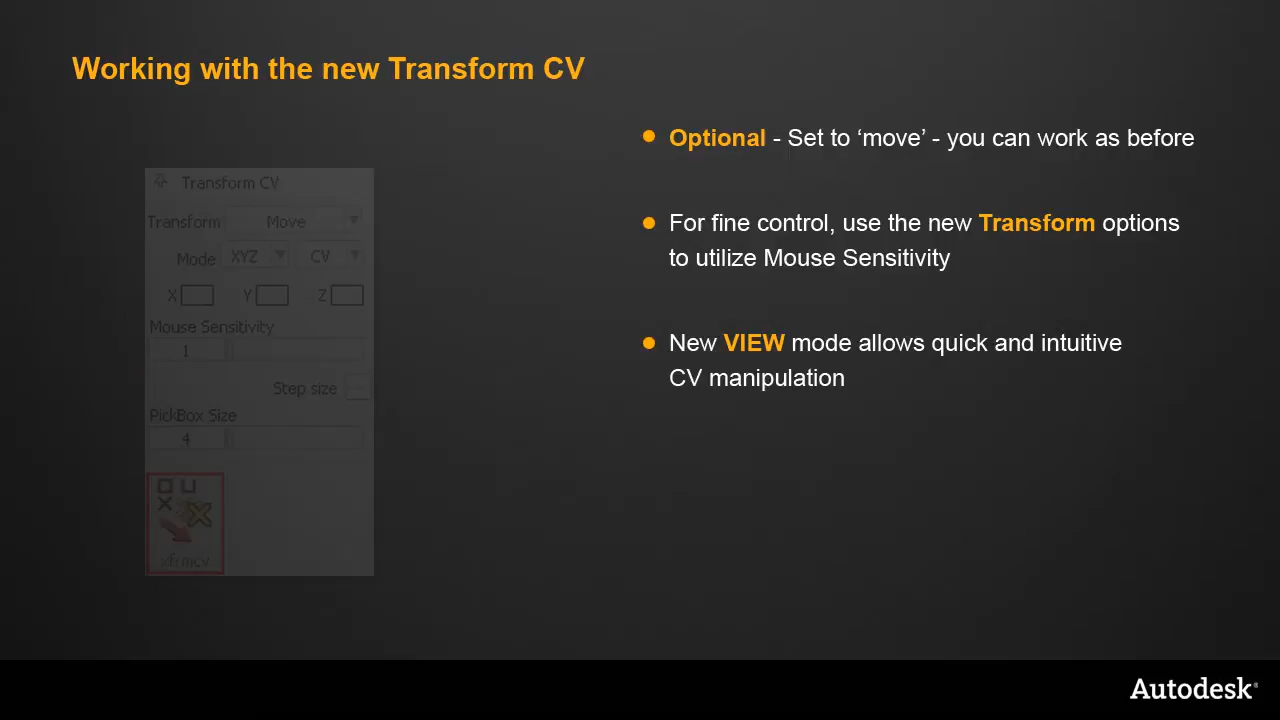 Working with the new Transform CV
Transform CV
Transform Move
Mode XYZ CV
X Y Z
Mouse Sensitivity
1
Step size
PickBox Size
4
xfrmcv
Optional - Set to ‘move’ - you can work as before
For fine control, use the new Transform options
to utilize Mouse Sensitivity
New VIEW mode allows quick and intuitive
CV manipulation
Autodesk